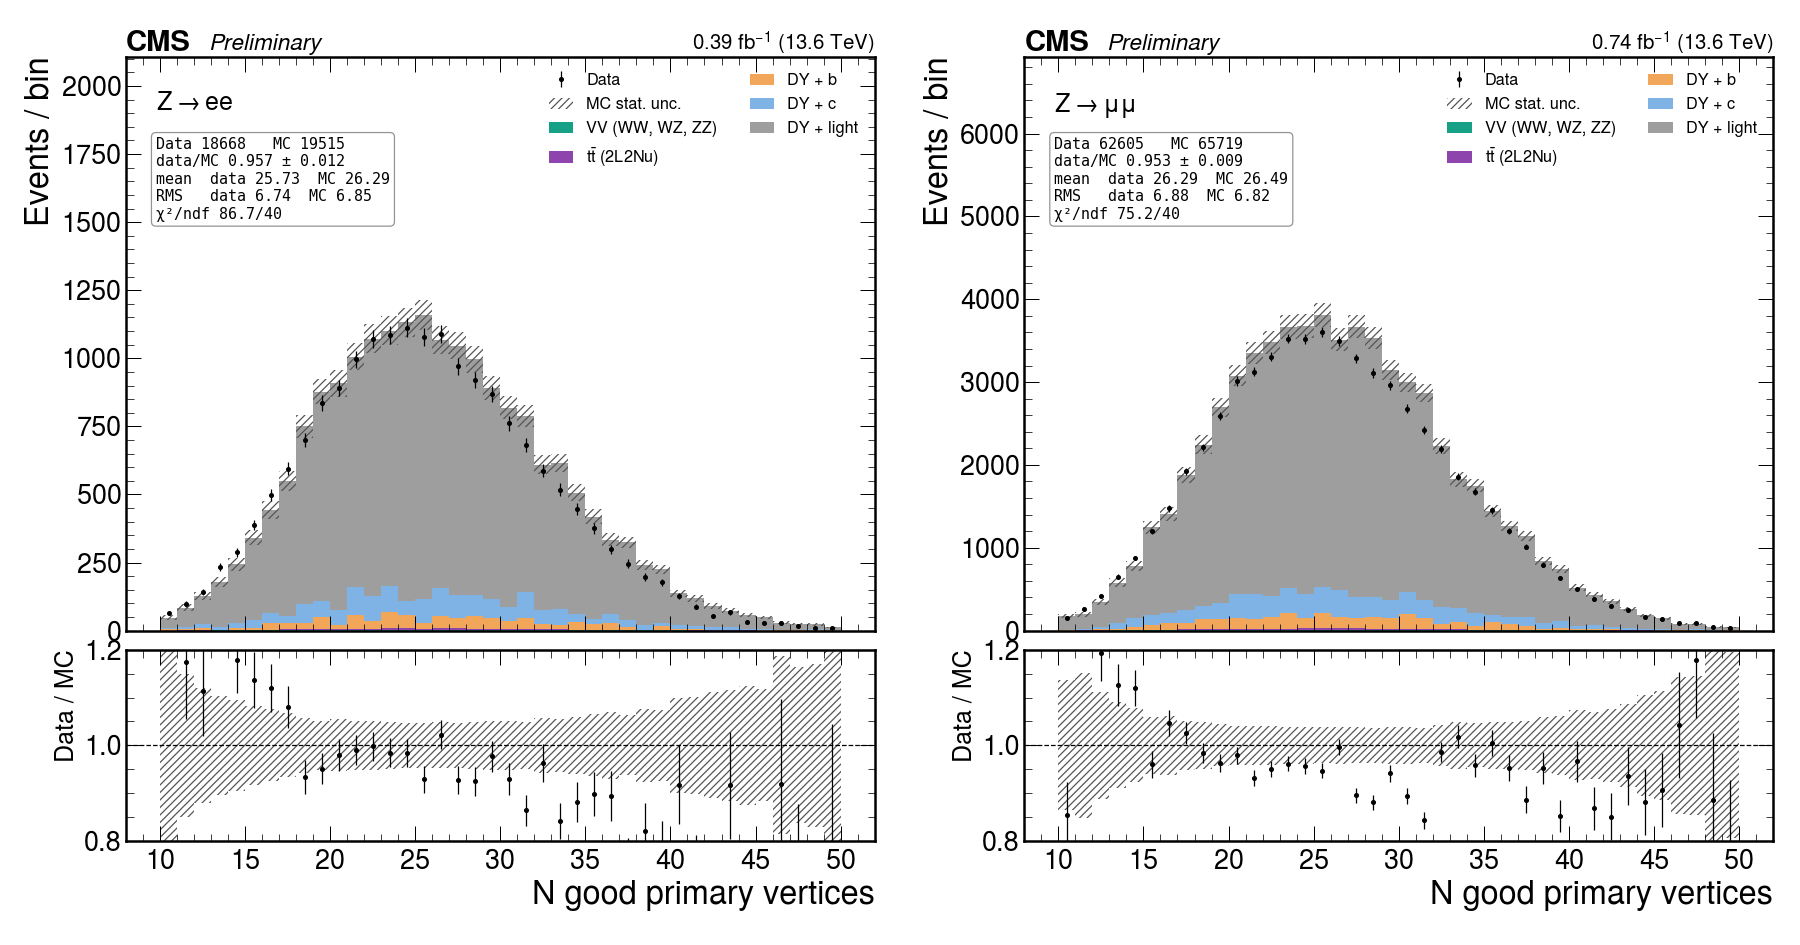 CMS Preliminary 0.39 fb⁻¹ (13.6 TeV)
Events / bin
Z → ee
Data
MC stat. unc.
VV (WW, WZ, ZZ)
tt̄ (2L2Nu)
DY + b
DY + c
DY + light
Data 18668 MC 19515
data/MC 0.957 ± 0.012
mean data 25.73 MC 26.29
RMS data 6.74 MC 6.85
χ²/ndf 86.7/40
2000
1750
1500
1250
1000
750
500
250
0
Data / MC
1.2
1.0
0.8
10 15 20 25 30 35 40 45 50
N good primary vertices
CMS Preliminary 0.74 fb⁻¹ (13.6 TeV)
Events / bin
Z → μμ
Data
MC stat. unc.
VV (WW, WZ, ZZ)
tt̄ (2L2Nu)
DY + b
DY + c
DY + light
Data 62605 MC 65719
data/MC 0.953 ± 0.009
mean data 26.29 MC 26.49
RMS data 6.88 MC 6.82
χ²/ndf 75.2/40
6000
5000
4000
3000
2000
1000
0
Data / MC
1.2
1.0
0.8
10 15 20 25 30 35 40 45 50
N good primary vertices